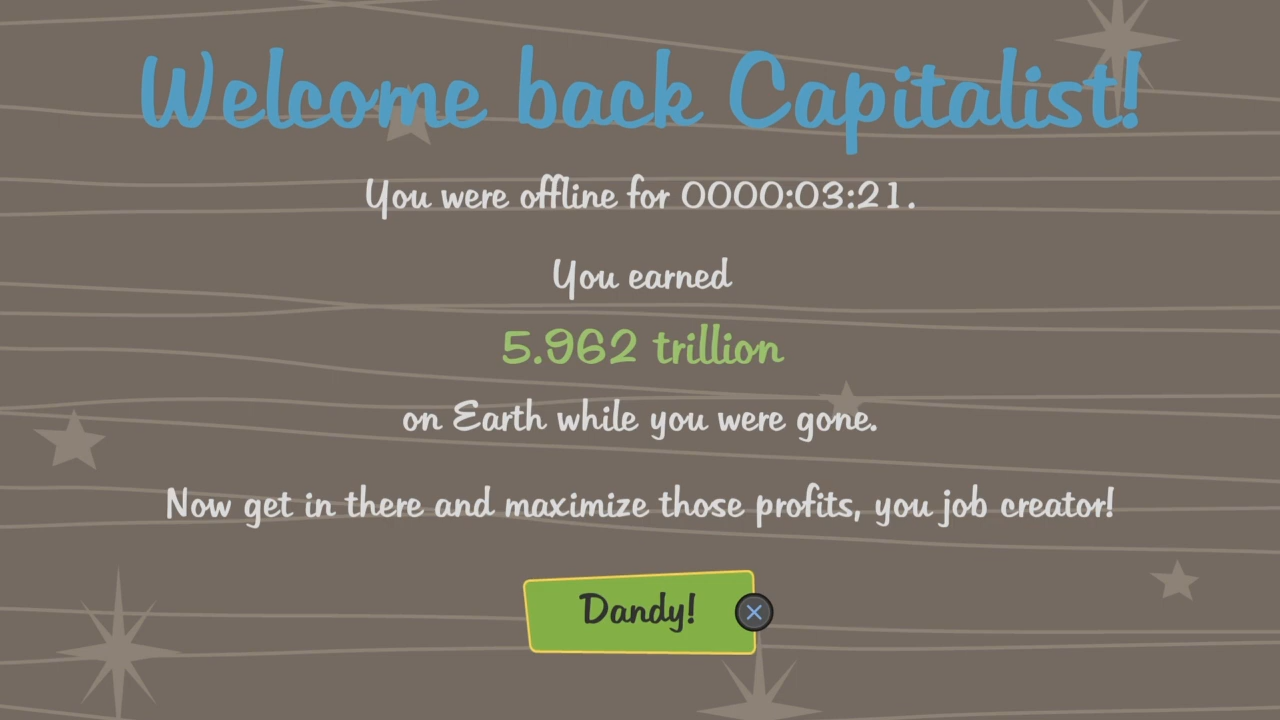 Welcome back Capitalist!
You were offline for 0000:03:21.
You earned
5.962 trillion
on Earth while you were gone.
Now get in there and maximize those profits, you job creator!
Dandy!